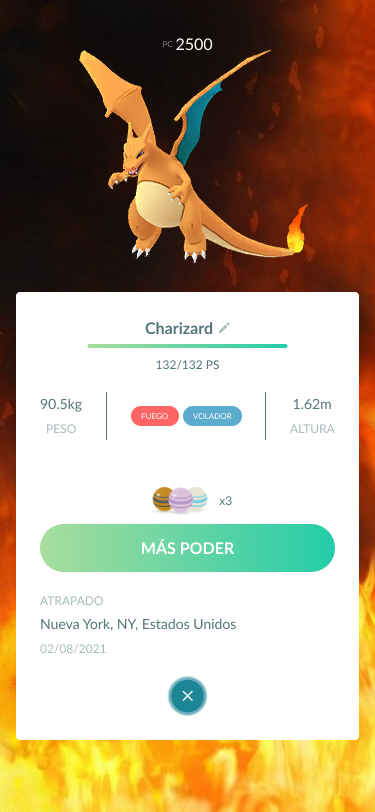 PC 2500
Charizard
132/132 PS
90.5kg
PESO
FUEGO
VOLADOR
1.62m
ALTURA
x3
MÁS PODER
ATRAPADO
Nueva York, NY, Estados Unidos
02/08/2021